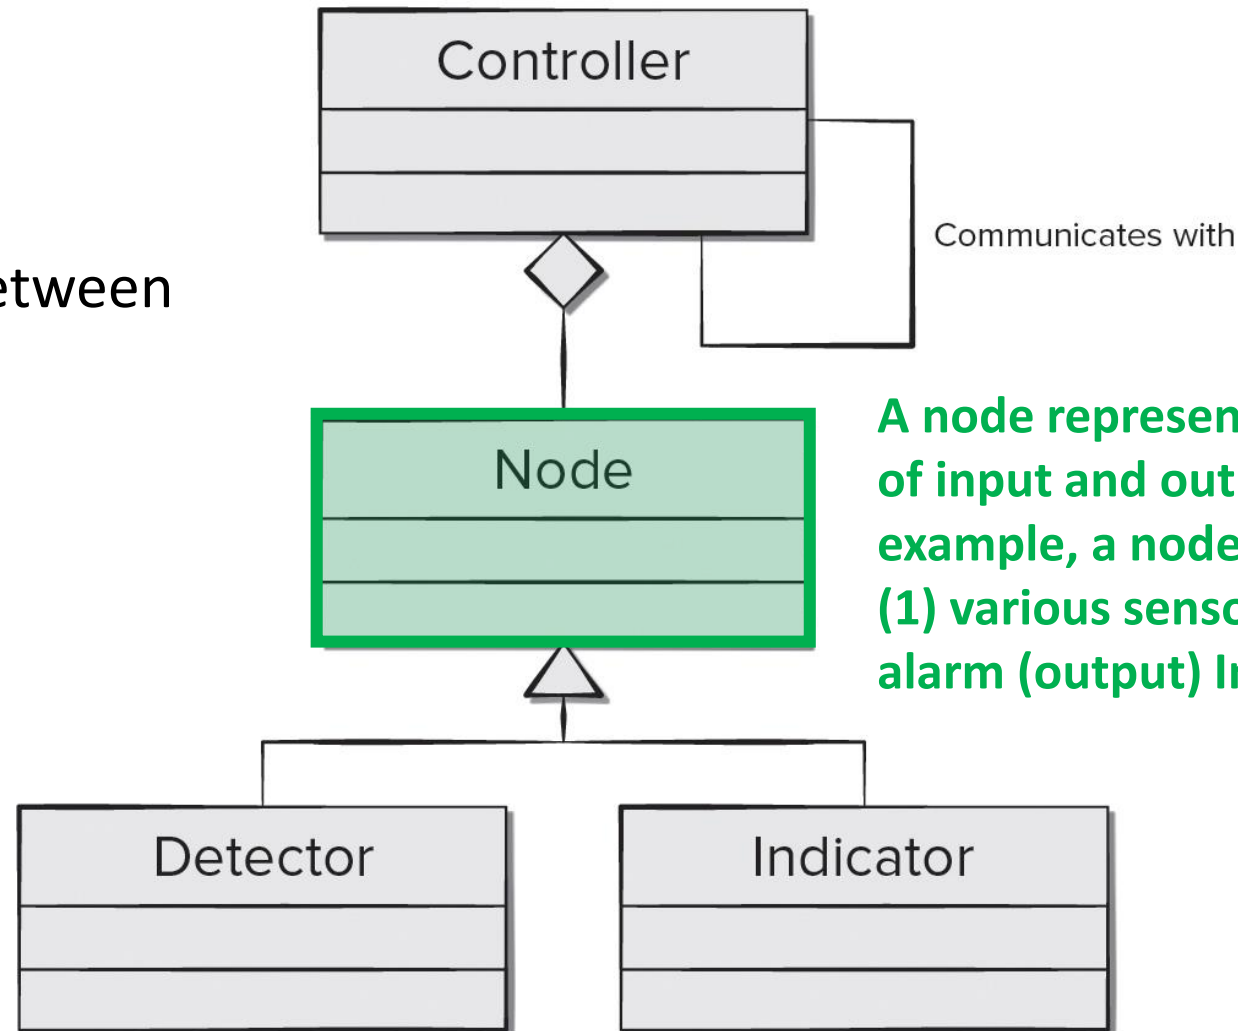 Controller
Communicates with
etween
Node
A node represen
of input and out
example, a node
(1) various senso
alarm (output) I
Detector
Indicator